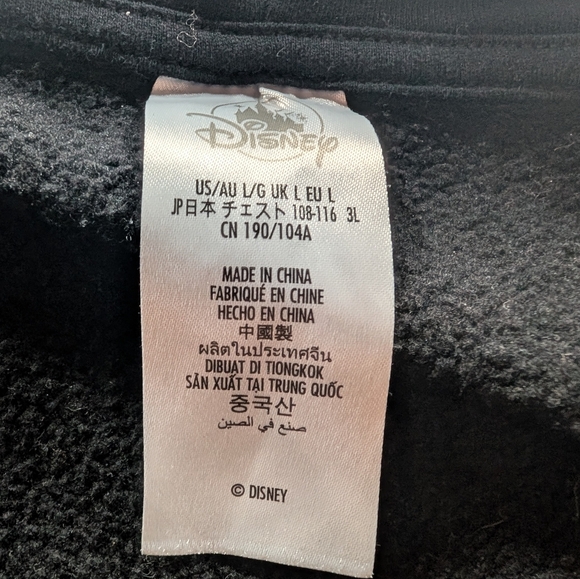 Disney
US/AU L/G UK L EU L
JP日本 チェスト 108-116 3L
CN 190/104A
MADE IN CHINA
FABRIQUÉ EN CHINE
HECHO EN CHINA
中國製
ผลิตในประเทศจีน
DIBUAT DI TIONGKOK
SẢN XUẤT TẠI TRUNG QUỐC
중국산
صنع في الصين
© DISNEY